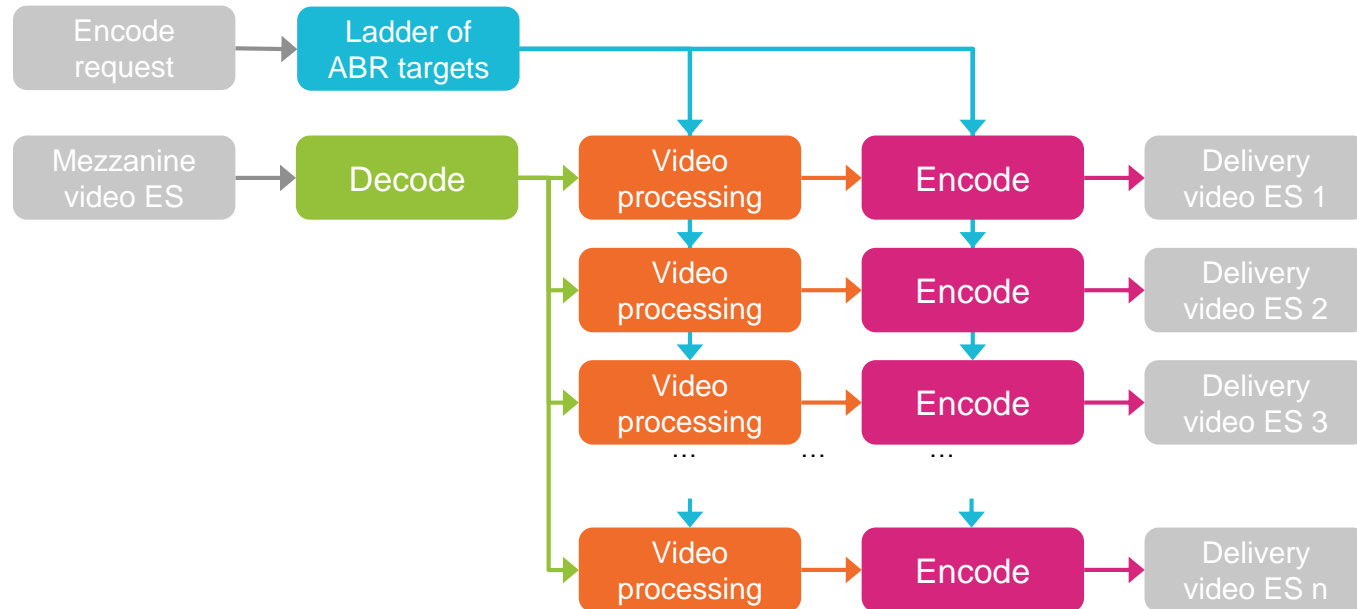 Encode
request
Ladder of
ABR targets
Mezzanine
video ES
Decode
Video
processing
Encode
Delivery
video ES 1
Video
processing
Encode
Delivery
video ES 2
Video
processing
Encode
Delivery
video ES 3
... ... ...
Video
processing
Encode
Delivery
video ES n